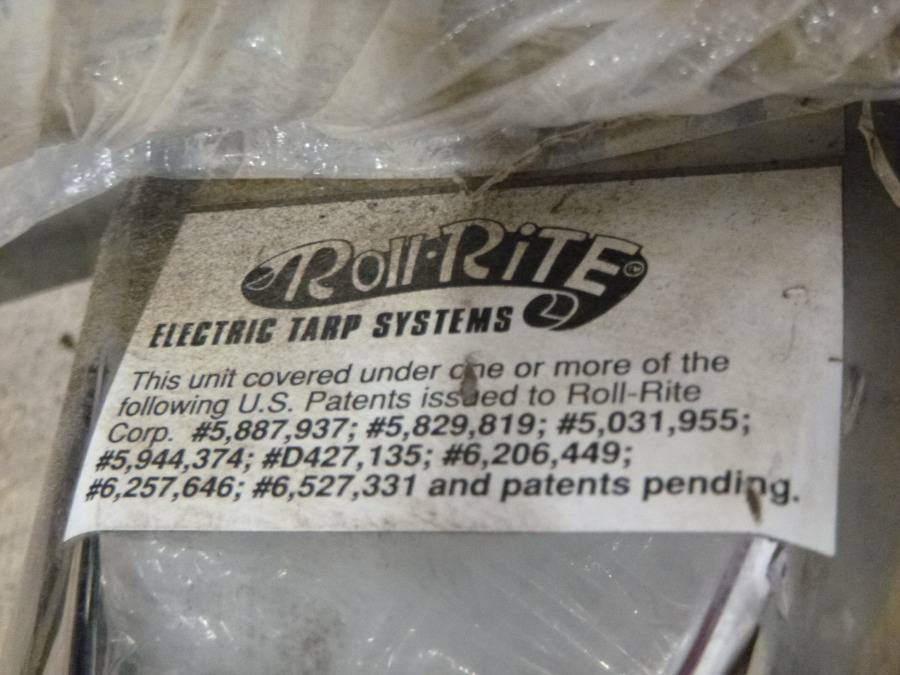 Roll·RiTE
ELECTRIC TARP SYSTEMS
This unit covered under one or more of the
following U.S. Patents issued to Roll-Rite
Corp. #5,887,937; #5,829,819; #5,031,955;
#5,944,374; #D427,135; #6,206,449;
#6,257,646; #6,527,331 and patents pending.